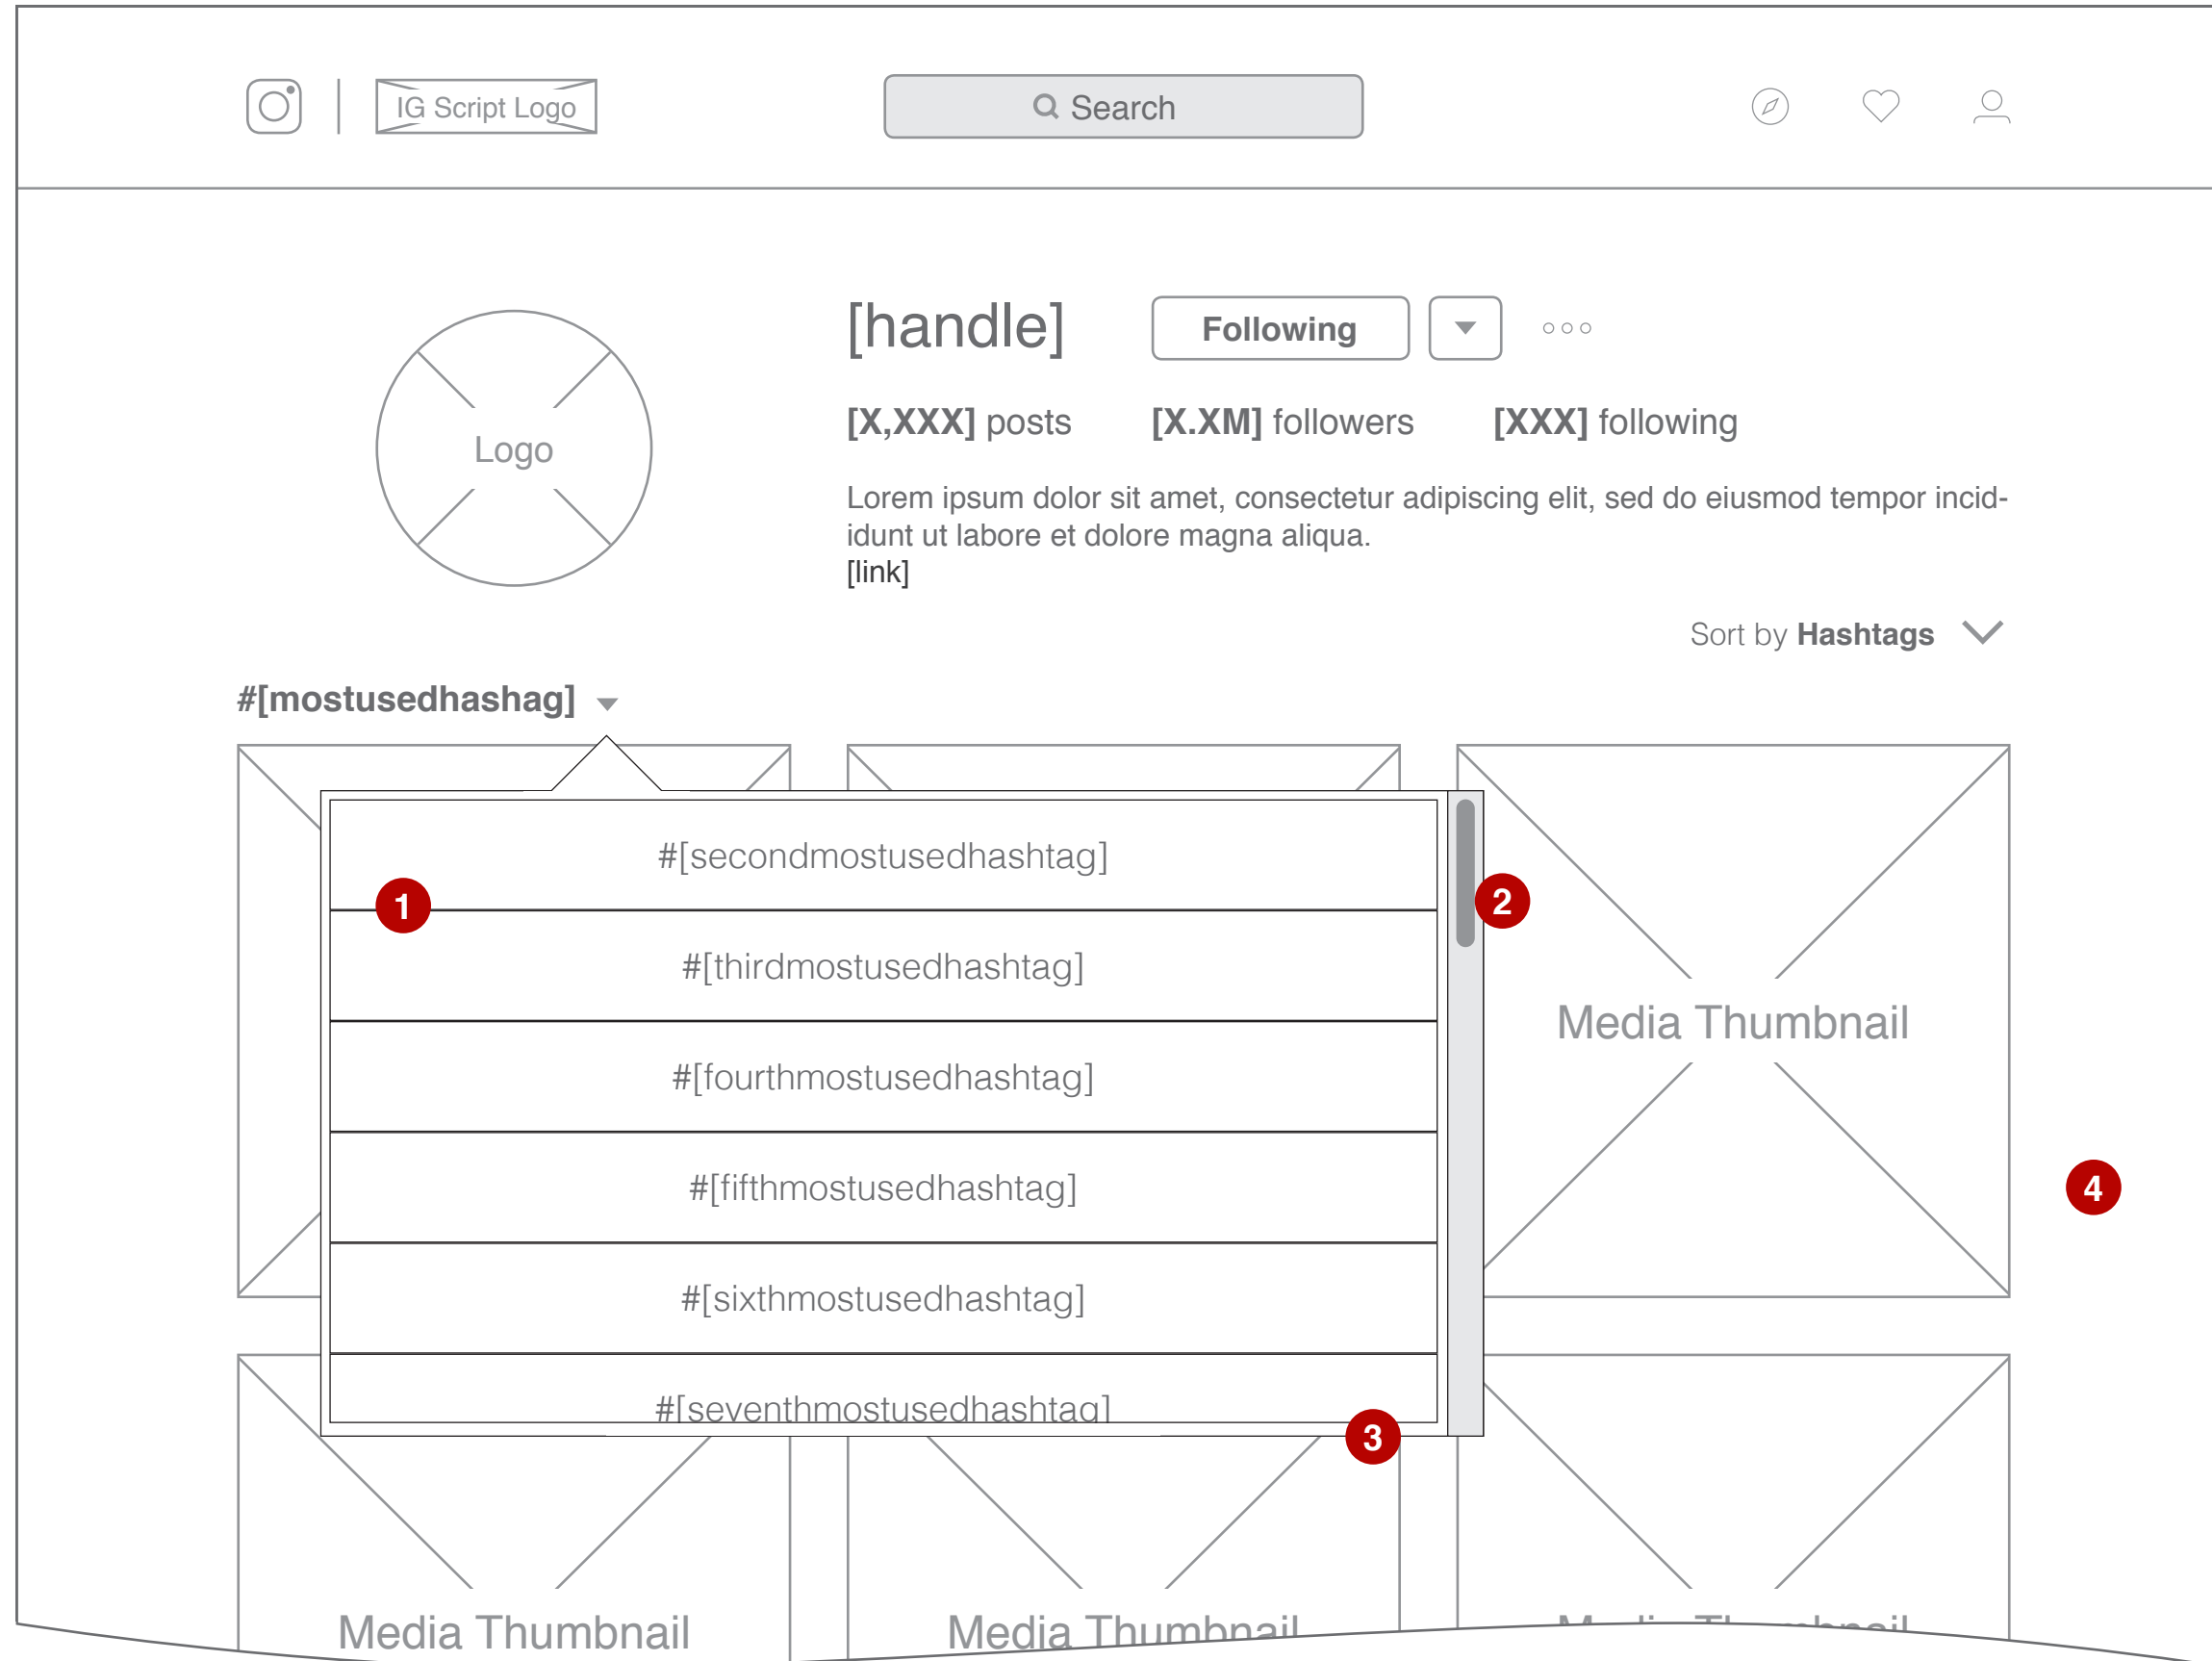 IG Script Logo
Search
[handle]
Following
[X,XXX] posts
[X.XM] followers
[XXX] following
Logo
Lorem ipsum dolor sit amet, consectetur adipiscing elit, sed do eiusmod tempor incid-
idunt ut labore et dolore magna aliqua.
[link]
Sort by Hashtags
#[mostusedhashag]
#[secondmostusedhashtag]
1
2
#[thirdmostusedhashtag]
Media Thumbnail
#[fourthmostusedhashtag]
#[fifthmostusedhashtag]
4
#[sixthmostusedhashtag]
#[seventhmostusedhashtag]
3
Media Thumbnail
Media Thumbnail
Media Thumbnail